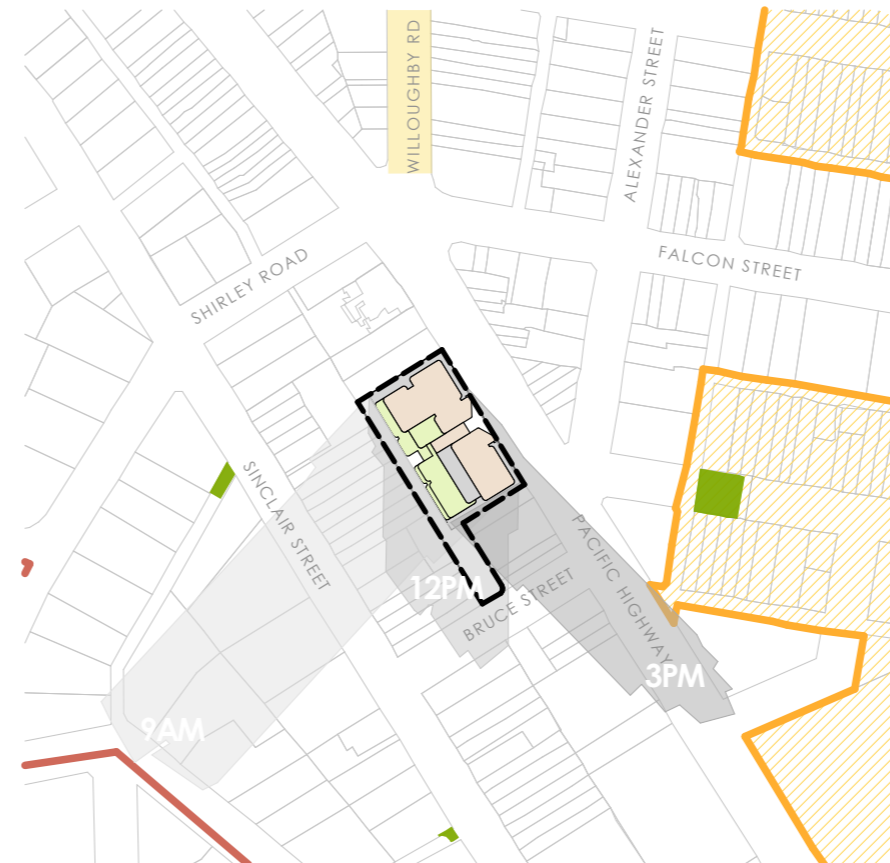 WILLOUGHBY RD
ALEXANDER STREET
FALCON STREET
SHIRLEY ROAD
SINCLAIR STREET
PACIFIC HIGHWAY
12PM
BRUCE STREET
3PM
9AM